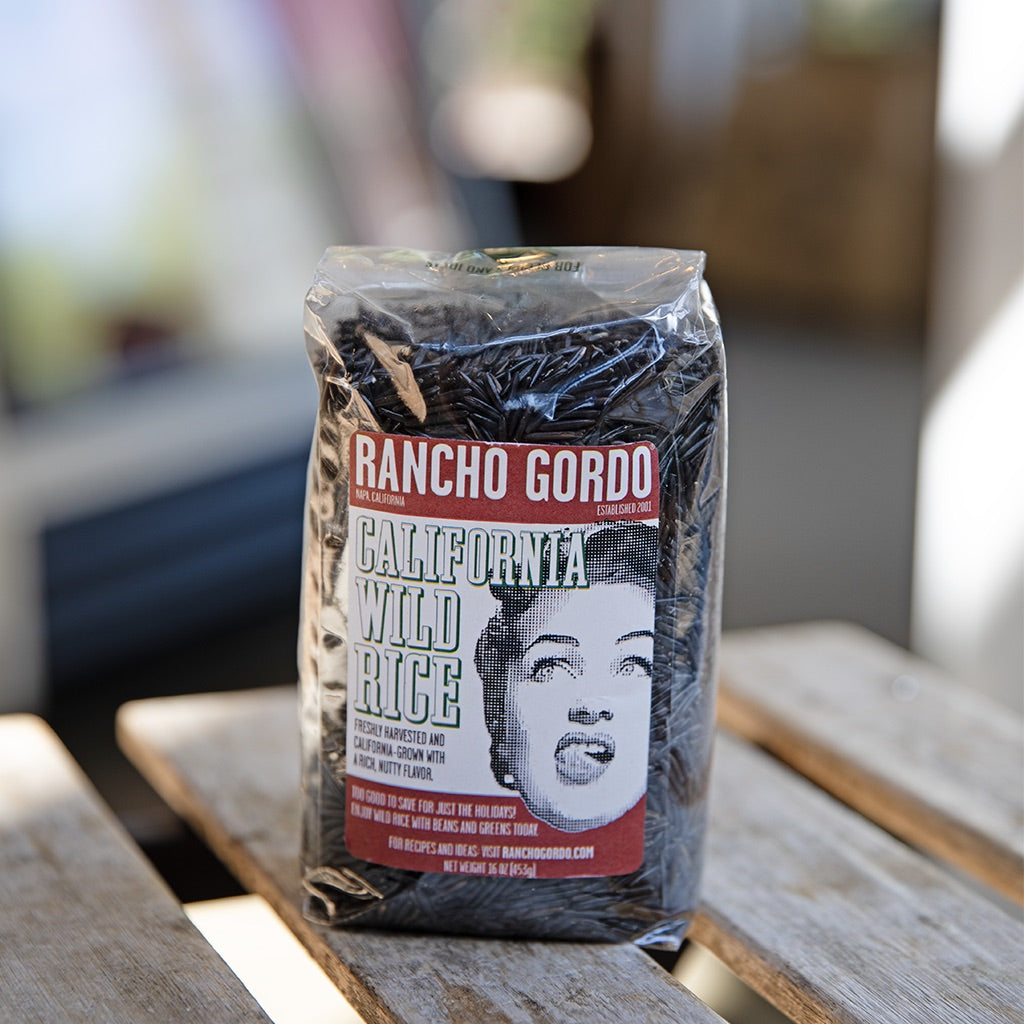 RANCHO GORDO
NAPA, CALIFORNIA
ESTABLISHED 2001
CALIFORNIA
WILD
RICE
FRESHLY HARVESTED AND
CALIFORNIA-GROWN WITH
A RICH, NUTTY FLAVOR.
TOO GOOD TO SAVE FOR JUST THE HOLIDAYS!
ENJOY WILD RICE WITH BEANS AND GREENS TODAY.
FOR RECIPES AND IDEAS: VISIT RANCHOGORDO.COM
NET WEIGHT 16 OZ (453g)